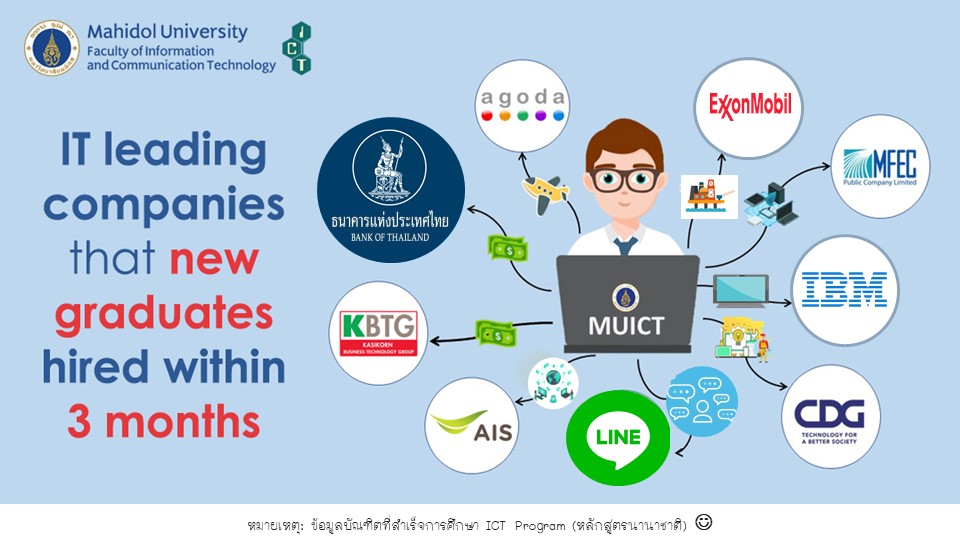 Mahidol University
Faculty of Information
and Communication Technology
ICT
IT leading
companies
that new
graduates
hired within
3 months
agoda
ExxonMobil
MFEC
Public Company Limited
ธนาคารแห่งประเทศไทย
BANK OF THAILAND
IBM
MUICT
KBTG
KASIKORN
BUSINESS TECHNOLOGY GROUP
AIS
LINE
CDG
TECHNOLOGY FOR
A BETTER SOCIETY
หมายเหตุ: ข้อมูลบัณฑิตที่สำเร็จการศึกษา ICT Program (หลักสูตรนานาชาติ) ☺